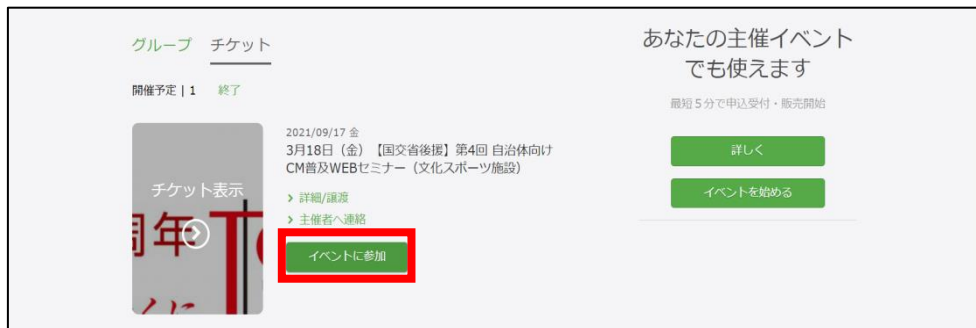 グループ チケット
開催予定 | 1 終了
チケット表示
周年
くに
2021/09/17 金
3月18日（金）【国交省後援】第4回 自治体向け
CM普及WEBセミナー（文化スポーツ施設）
> 詳細/譲渡
> 主催者へ連絡
イベントに参加
あなたの主催イベント
でも使えます
最短5分で申込受付・販売開始
詳しく
イベントを始める